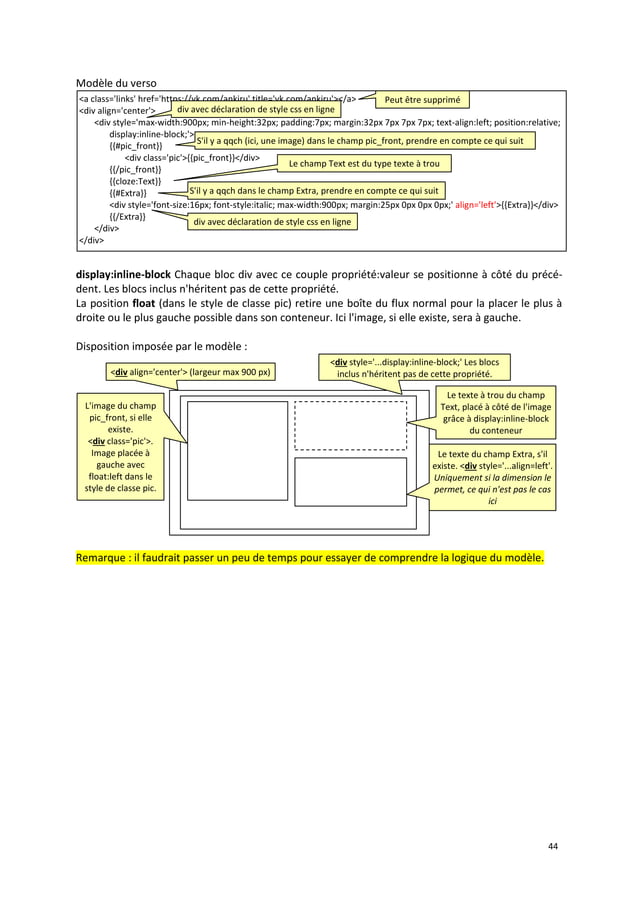 Modèle du verso
<a class='links' href='https://vk.com/ankiru' title='vk.com/ankiru'></a>
Peut être supprimé
<div align='center'>
div avec déclaration de style css en ligne
<div style='max-width:900px; min-height:32px; padding:7px; margin:32px 7px 7px 7px; text-align:left; position:relative;
display:inline-block;'>
S'il y a qqch (ici, une image) dans le champ pic_front, prendre en compte ce qui suit
{{#pic_front}}
<div class='pic'>{{pic_front}}</div>
Le champ Text est du type texte à trou
{{/pic_front}}
{{cloze:Text}}
{{#Extra}}
S'il y a qqch dans le champ Extra, prendre en compte ce qui suit
<div style='font-size:16px; font-style:italic; max-width:900px; margin:25px 0px 0px 0px;' align='left'>{{Extra}}</div>
{{/Extra}}
div avec déclaration de style css en ligne
</div>
</div>
display:inline-block Chaque bloc div avec ce couple propriété:valeur se positionne à côté du précé-
dent. Les blocs inclus n'héritent pas de cette propriété.
La position float (dans le style de classe pic) retire une boîte du flux normal pour la placer le plus à
droite ou le plus gauche possible dans son conteneur. Ici l'image, si elle existe, sera à gauche.
Disposition imposée par le modèle :
<div align='center'> (largeur max 900 px)
<div style='...display:inline-block;' Les blocs
inclus n'héritent pas de cette propriété.
L'image du champ
pic_front, si elle
existe.
<div class='pic'>.
Image placée à
gauche avec
float:left dans le
style de classe pic.
Le texte à trou du champ
Text, placé à côté de l'image
grâce à display:inline-block
du conteneur
Le texte du champ Extra, s'il
existe. <div style='...align=left'.
Uniquement si la dimension le
permet, ce qui n'est pas le cas
ici
Remarque : il faudrait passer un peu de temps pour essayer de comprendre la logique du modèle.
44